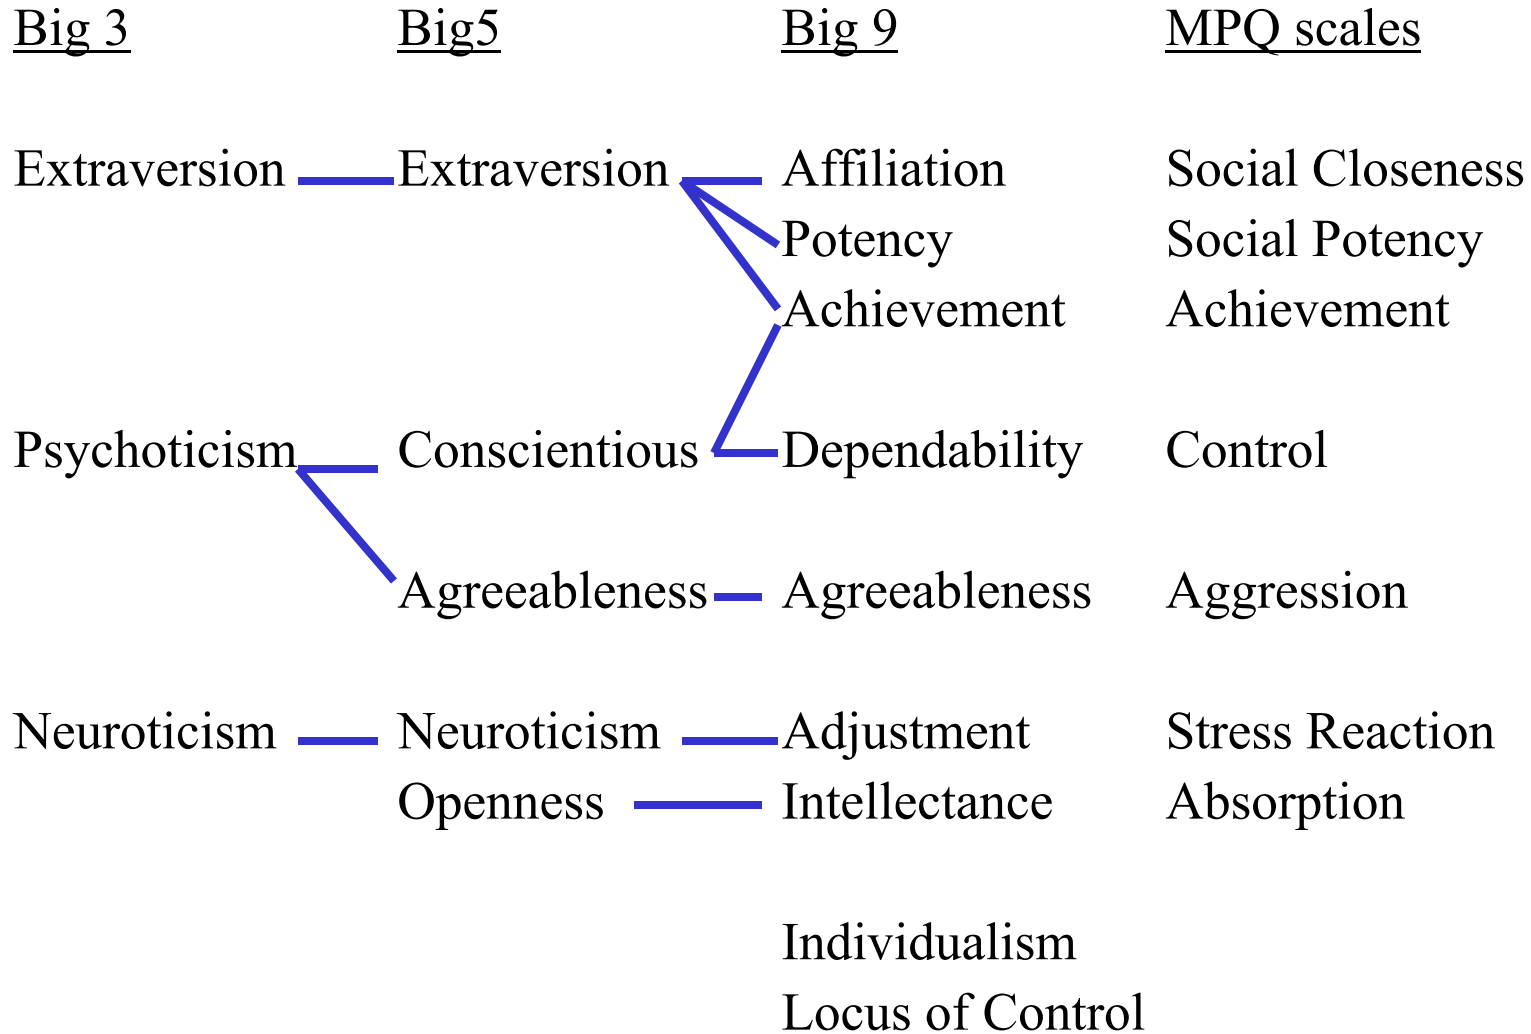 Big 3 Big5 Big 9 MPQ scales
Extraversion Extraversion Affiliation Social Closeness
Potency Social Potency
Achievement Achievement
Psychoticism Conscientious Dependability Control
Agreeableness Agreeableness Aggression
Neuroticism Neuroticism Adjustment Stress Reaction
Openness Intellectance Absorption
Individualism
Locus of Control